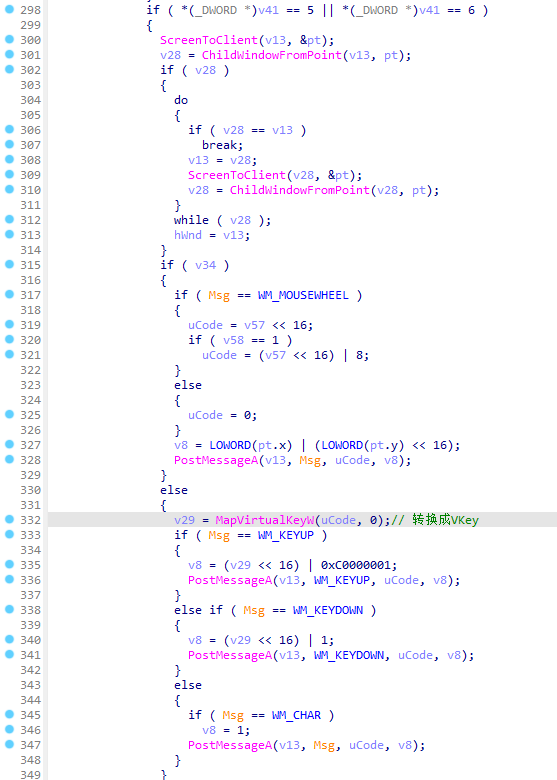 298 if ( *(_DWORD *)v41 == 5 || *(_DWORD *)v41 == 6 )
299 {
300 ScreenToClient(v13, &pt);
301 v28 = ChildWindowFromPoint(v13, pt);
302 if ( v28 )
303 {
304 do
305 {
306 if ( v28 == v13 )
307 break;
308 v13 = v28;
309 ScreenToClient(v28, &pt);
310 v28 = ChildWindowFromPoint(v28, pt);
311 }
312 while ( v28 );
313 hWnd = v13;
314 }
315 if ( v34 )
316 {
317 if ( Msg == WM_MOUSEWHEEL )
318 {
319 uCode = v57 << 16;
320 if ( v58 == 1 )
321 uCode = (v57 << 16) | 8;
322 }
323 else
324 {
325 uCode = 0;
326 }
327 v8 = LOWORD(pt.x) | (LOWORD(pt.y) << 16);
328 PostMessageA(v13, Msg, uCode, v8);
329 }
330 else
331 {
332 v29 = MapVirtualKeyW(uCode, 0);// 转换成VKey
333 if ( Msg == WM_KEYUP )
334 {
335 v8 = (v29 << 16) | 0xC0000001;
336 PostMessageA(v13, WM_KEYUP, uCode, v8);
337 }
338 else if ( Msg == WM_KEYDOWN )
339 {
340 v8 = (v29 << 16) | 1;
341 PostMessageA(v13, WM_KEYDOWN, uCode, v8);
342 }
343 else
344 {
345 if ( Msg == WM_CHAR )
346 v8 = 1;
347 PostMessageA(v13, Msg, uCode, v8);
348 }
349 }